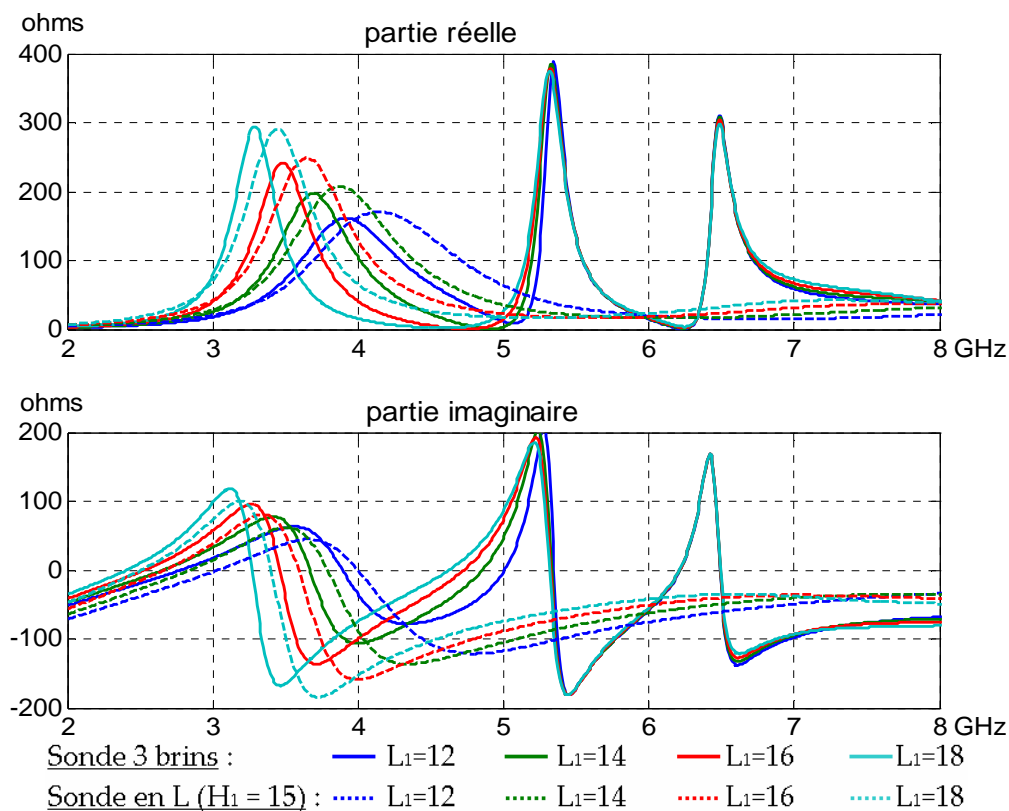 ohms
partie réelle
400
300
200
100
0
2 3 4 5 6 7 8 GHz
ohms
partie imaginaire
200
100
0
-100
-200
2 3 4 5 6 7 8 GHz
Sonde 3 brins : L1=12 L1=14 L1=16 L1=18
Sonde en L (H1 = 15) : L1=12 L1=14 L1=16 L1=18